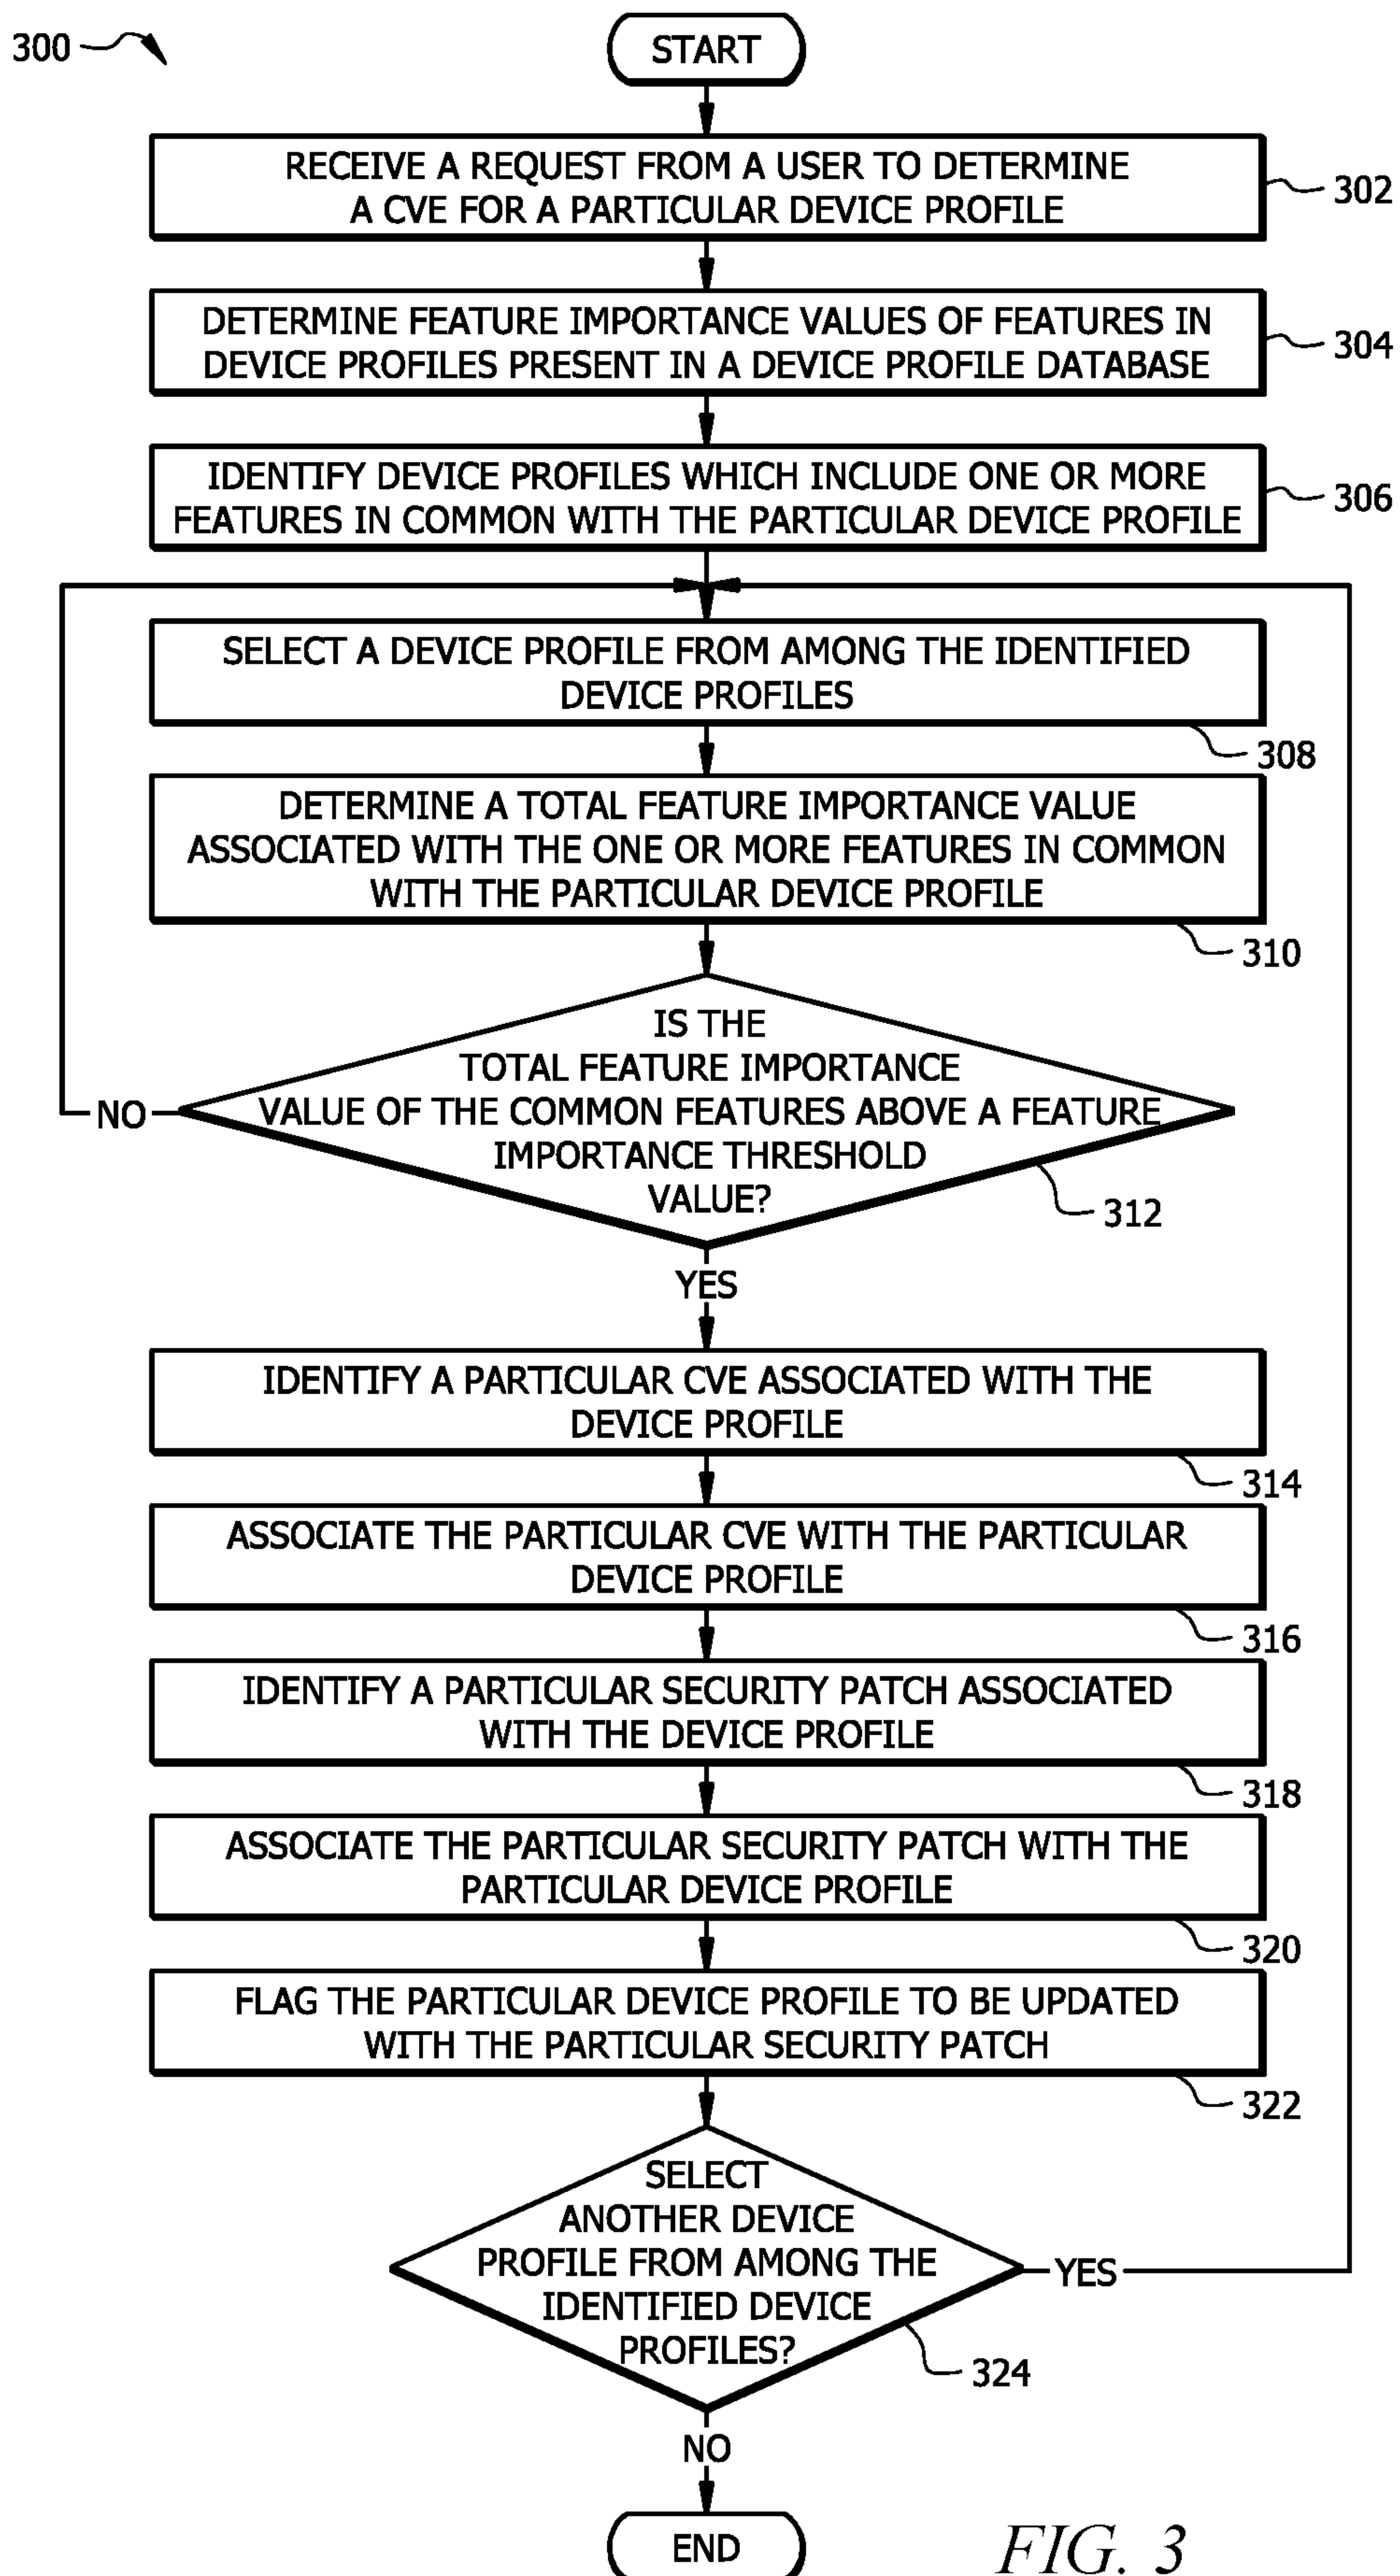 300
START
RECEIVE A REQUEST FROM A USER TO DETERMINE
A CVE FOR A PARTICULAR DEVICE PROFILE
302
DETERMINE FEATURE IMPORTANCE VALUES OF FEATURES IN
DEVICE PROFILES PRESENT IN A DEVICE PROFILE DATABASE
304
IDENTIFY DEVICE PROFILES WHICH INCLUDE ONE OR MORE
FEATURES IN COMMON WITH THE PARTICULAR DEVICE PROFILE
306
SELECT A DEVICE PROFILE FROM AMONG THE IDENTIFIED
DEVICE PROFILES
308
DETERMINE A TOTAL FEATURE IMPORTANCE VALUE
ASSOCIATED WITH THE ONE OR MORE FEATURES IN COMMON
WITH THE PARTICULAR DEVICE PROFILE
310
IS THE
TOTAL FEATURE IMPORTANCE
VALUE OF THE COMMON FEATURES ABOVE A FEATURE
IMPORTANCE THRESHOLD
VALUE?
NO
312
YES
IDENTIFY A PARTICULAR CVE ASSOCIATED WITH THE
DEVICE PROFILE
314
ASSOCIATE THE PARTICULAR CVE WITH THE PARTICULAR
DEVICE PROFILE
316
IDENTIFY A PARTICULAR SECURITY PATCH ASSOCIATED
WITH THE DEVICE PROFILE
318
ASSOCIATE THE PARTICULAR SECURITY PATCH WITH THE
PARTICULAR DEVICE PROFILE
320
FLAG THE PARTICULAR DEVICE PROFILE TO BE UPDATED
WITH THE PARTICULAR SECURITY PATCH
322
SELECT
ANOTHER DEVICE
PROFILE FROM AMONG THE
IDENTIFIED DEVICE
PROFILES?
YES
324
NO
END
FIG. 3